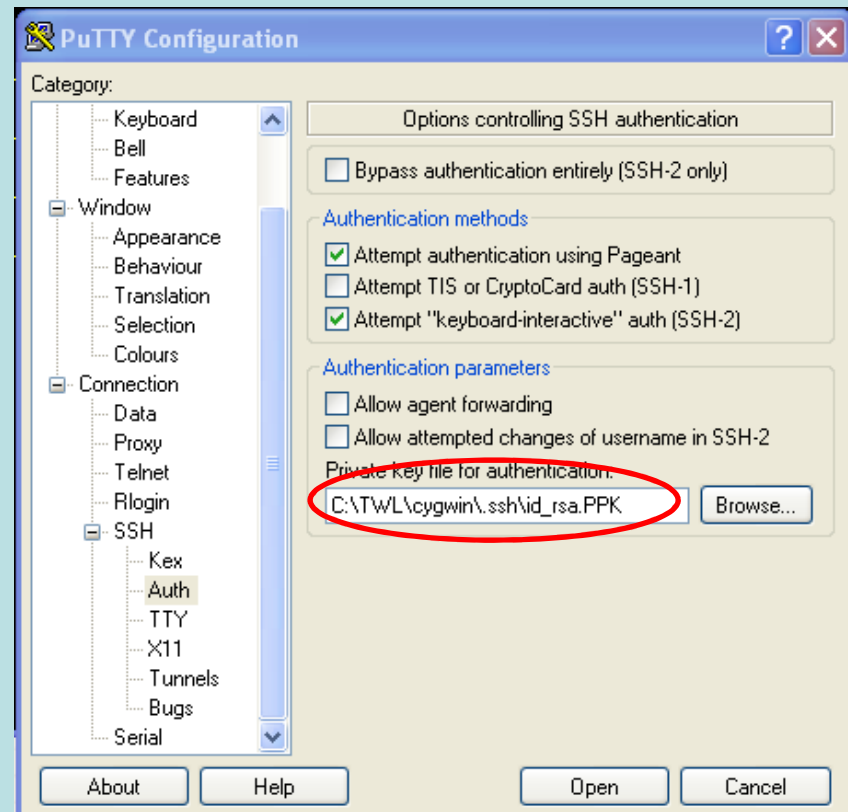 PuTTY Configuration
Category:
Keyboard
Bell
Features
Window
Appearance
Behaviour
Translation
Selection
Colours
Connection
Data
Proxy
Telnet
Rlogin
SSH
Kex
Auth
TTY
X11
Tunnels
Bugs
Serial
Options controlling SSH authentication
Bypass authentication entirely (SSH-2 only)
Authentication methods
Attempt authentication using Pageant
Attempt TIS or CryptoCard auth (SSH-1)
Attempt "keyboard-interactive" auth (SSH-2)
Authentication parameters
Allow agent forwarding
Allow attempted changes of username in SSH-2
Private key file for authentication:
C:\TWL\cygwin\.ssh\id_rsa.PPK
Browse...
About
Help
Open
Cancel